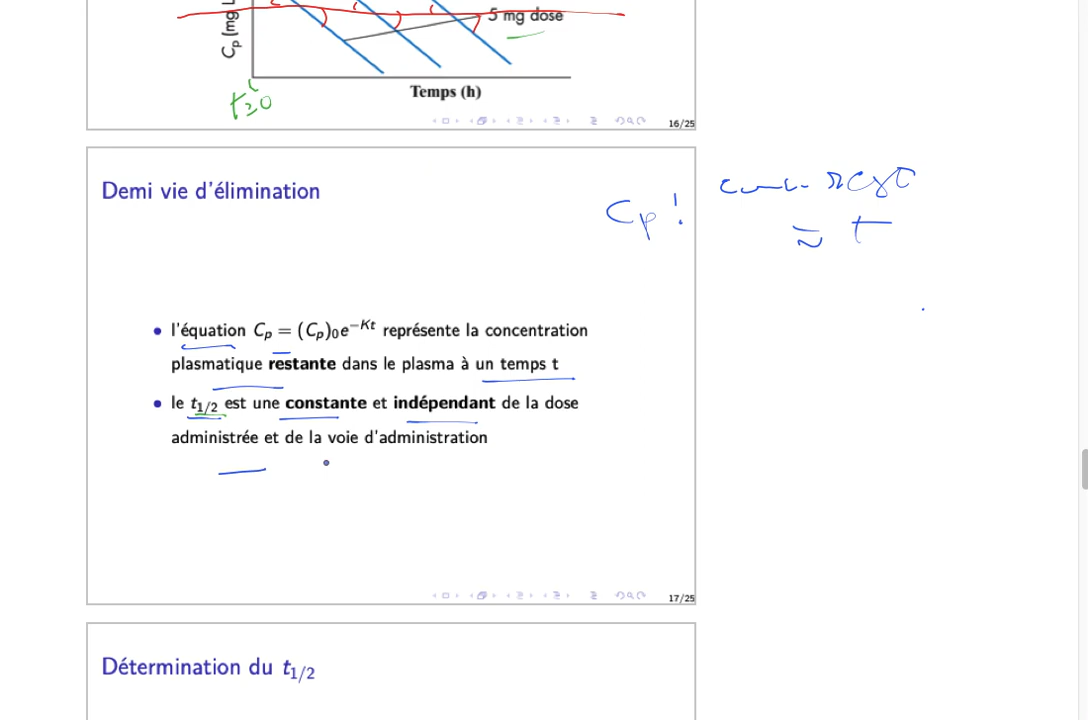 Cp (mg L
5 mg dose
t=0
Temps (h)
16/25
Demi vie d'élimination
Cp !
t
• l'équation Cp = (Cp)₀e^−Kt représente la concentration
plasmatique restante dans le plasma à un temps t
• le t1/2 est une constante et indépendant de la dose
administrée et de la voie d'administration
17/25
Détermination du t1/2